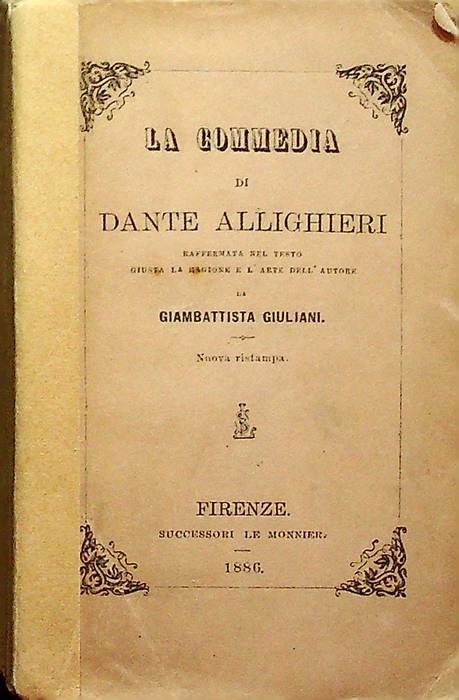 LA COMMEDIA
DI
DANTE ALLIGHIERI
RAFFERMATA NEL TESTO
GIUSTA LA RAGIONE E L'ARTE DELL'AUTORE
DA
GIAMBATTISTA GIULIANI.
Nuova ristampa.
FIRENZE.
SUCCESSORI LE MONNIER.
1886.